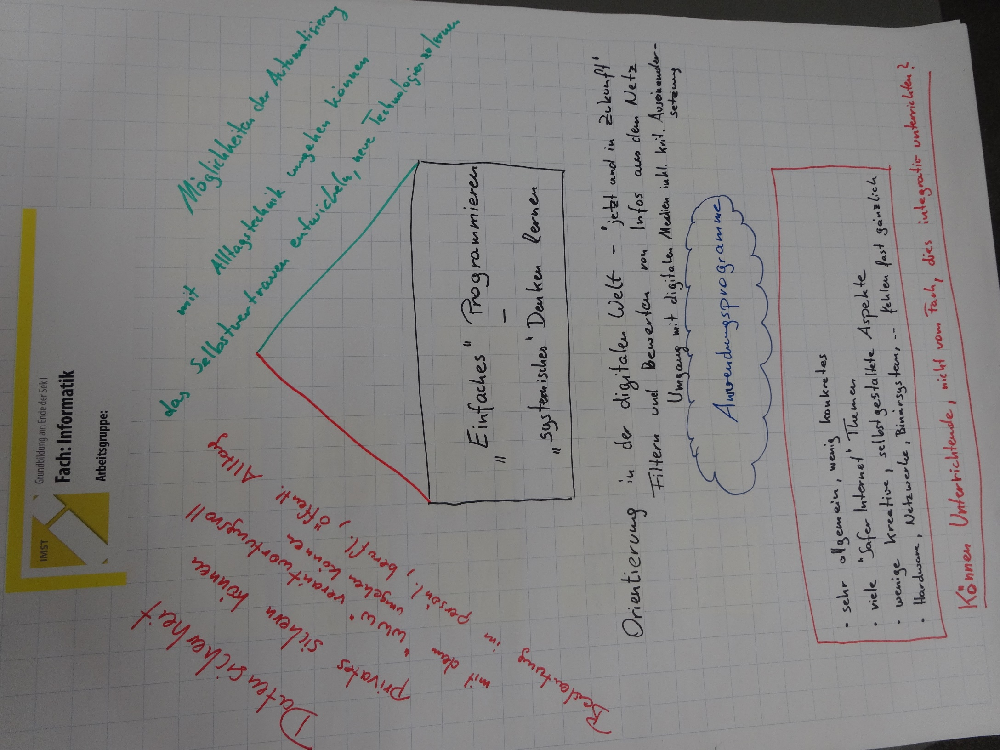 IMST
Grundbildung am Ende der Sek I
Fach: Informatik
Arbeitsgruppe:
Datensicherheit
privates sichern können
mit dem "www" verantwortungsvoll
umgehen können
Bedeutung im persönl., berufl., öffentl. Alltag
Möglichkeiten der Automatisierung
mit Alltagstechnik umgehen können
das Selbstvertrauen entwickeln, neue Technologien zu lernen
"Einfaches" Programmieren
–
"systemisches" Denken lernen
Orientierung in der digitalen Welt - "jetzt und in Zukunft"
Filtern und Bewerten von Infos aus dem Netz
Umgang mit digitalen Medien inkl. krit. Auseinander-
setzung
Anwendungsprogramme
• sehr allgemein, wenig konkretes
• viele "Safer Internet" Themen
• wenige kreative, selbstgestaltete Aspekte
• Hardware, Netzwerke, Binärsystem, ... fehlen fast gänzlich
Können Unterrichtende, nicht vom Fach, dies integrativ unterrichten?